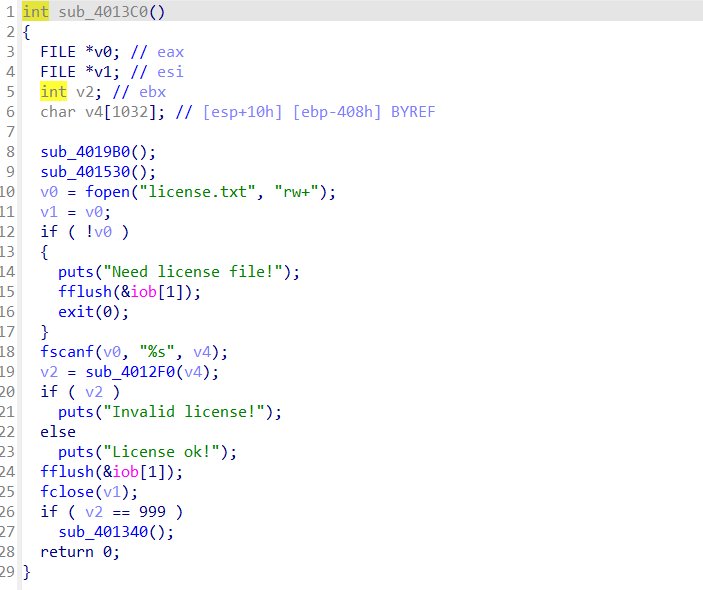 1 int sub_4013C0()
2 {
3 FILE *v0; // eax
4 FILE *v1; // esi
5 int v2; // ebx
6 char v4[1032]; // [esp+10h] [ebp-408h] BYREF
7
8 sub_4019B0();
9 sub_401530();
10 v0 = fopen("license.txt", "rw+");
11 v1 = v0;
12 if ( !v0 )
13 {
14 puts("Need license file!");
15 fflush(&iob[1]);
16 exit(0);
17 }
18 fscanf(v0, "%s", v4);
19 v2 = sub_4012F0(v4);
20 if ( v2 )
21 puts("Invalid license!");
22 else
23 puts("License ok!");
24 fflush(&iob[1]);
25 fclose(v1);
26 if ( v2 == 999 )
27 sub_401340();
28 return 0;
29 }